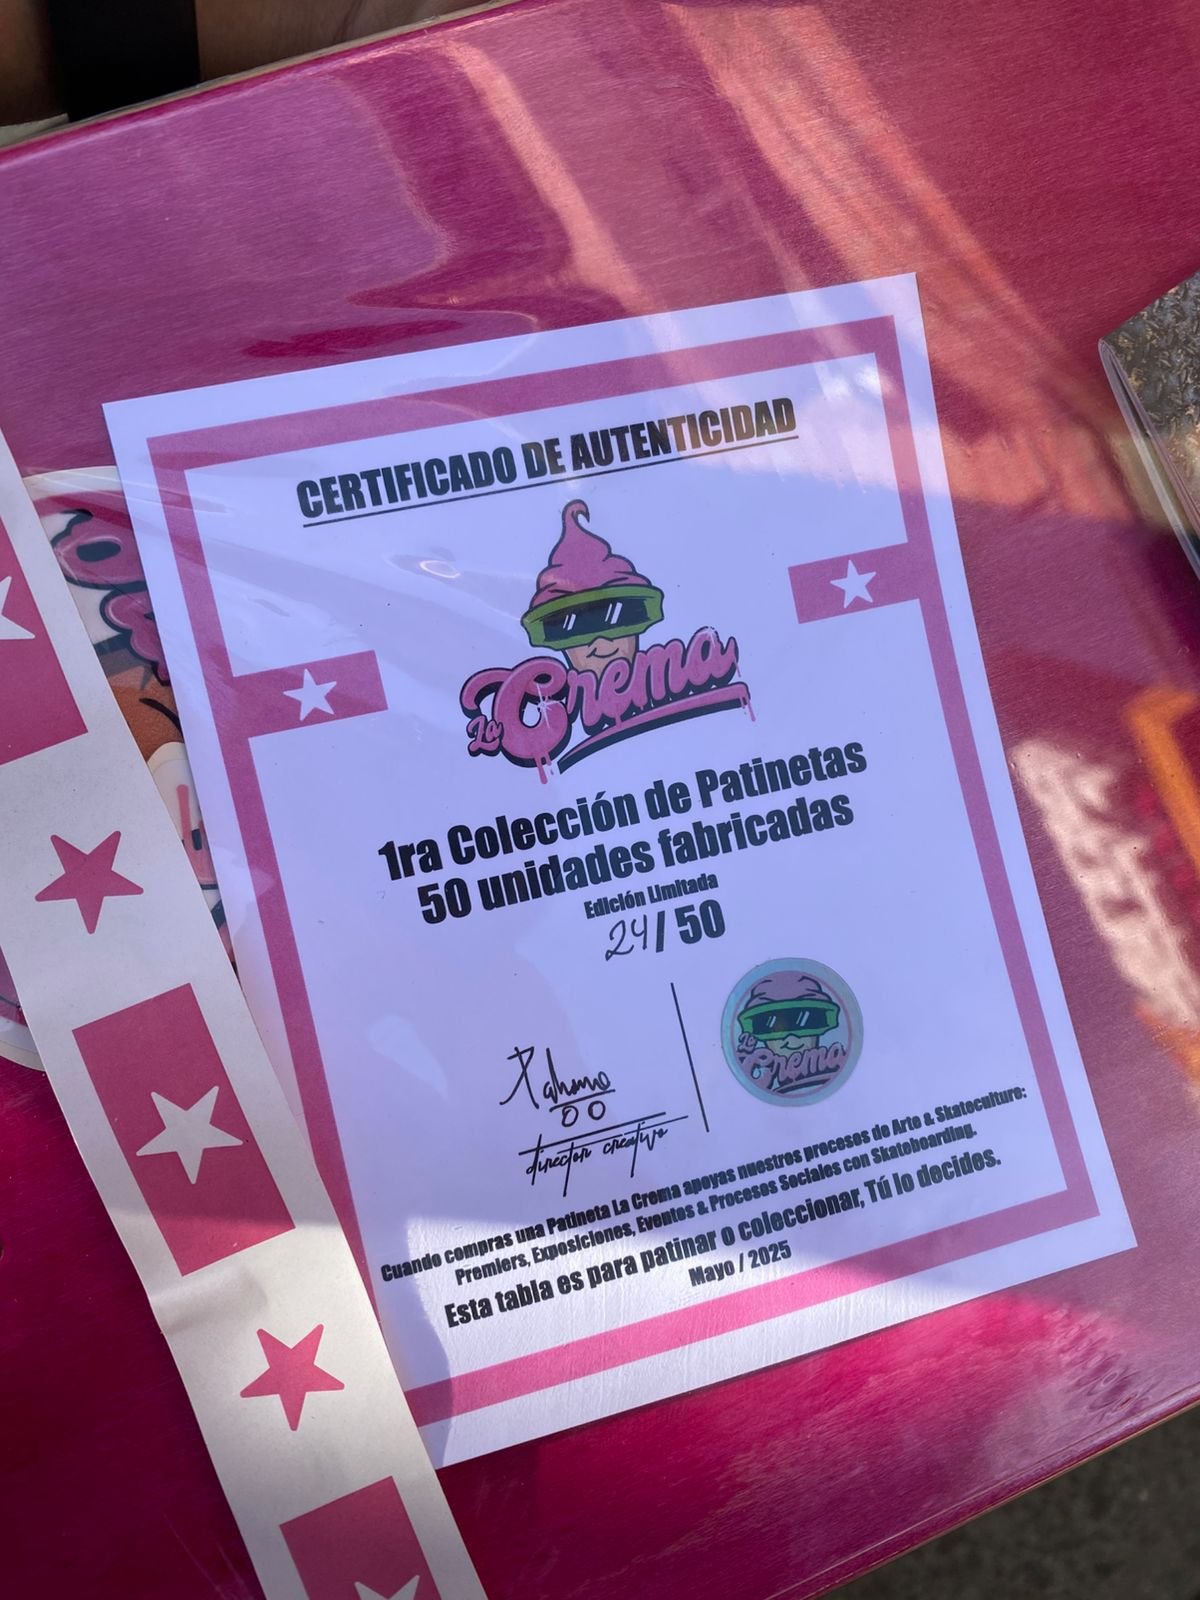 CERTIFICADO DE AUTENTICIDAD
La Crema
1ra Colección de Patinetas
50 unidades fabricadas
Edición Limitada
24/50
La Crema
director creativo
Cuando compras una Patineta La Crema apoyas nuestros procesos de Arte & Skateculture:
Premiers, Exposiciones, Eventos & Procesos Sociales con Skateboarding.
Esta tabla es para patinar o coleccionar, Tú lo decides.
Mayo / 2025